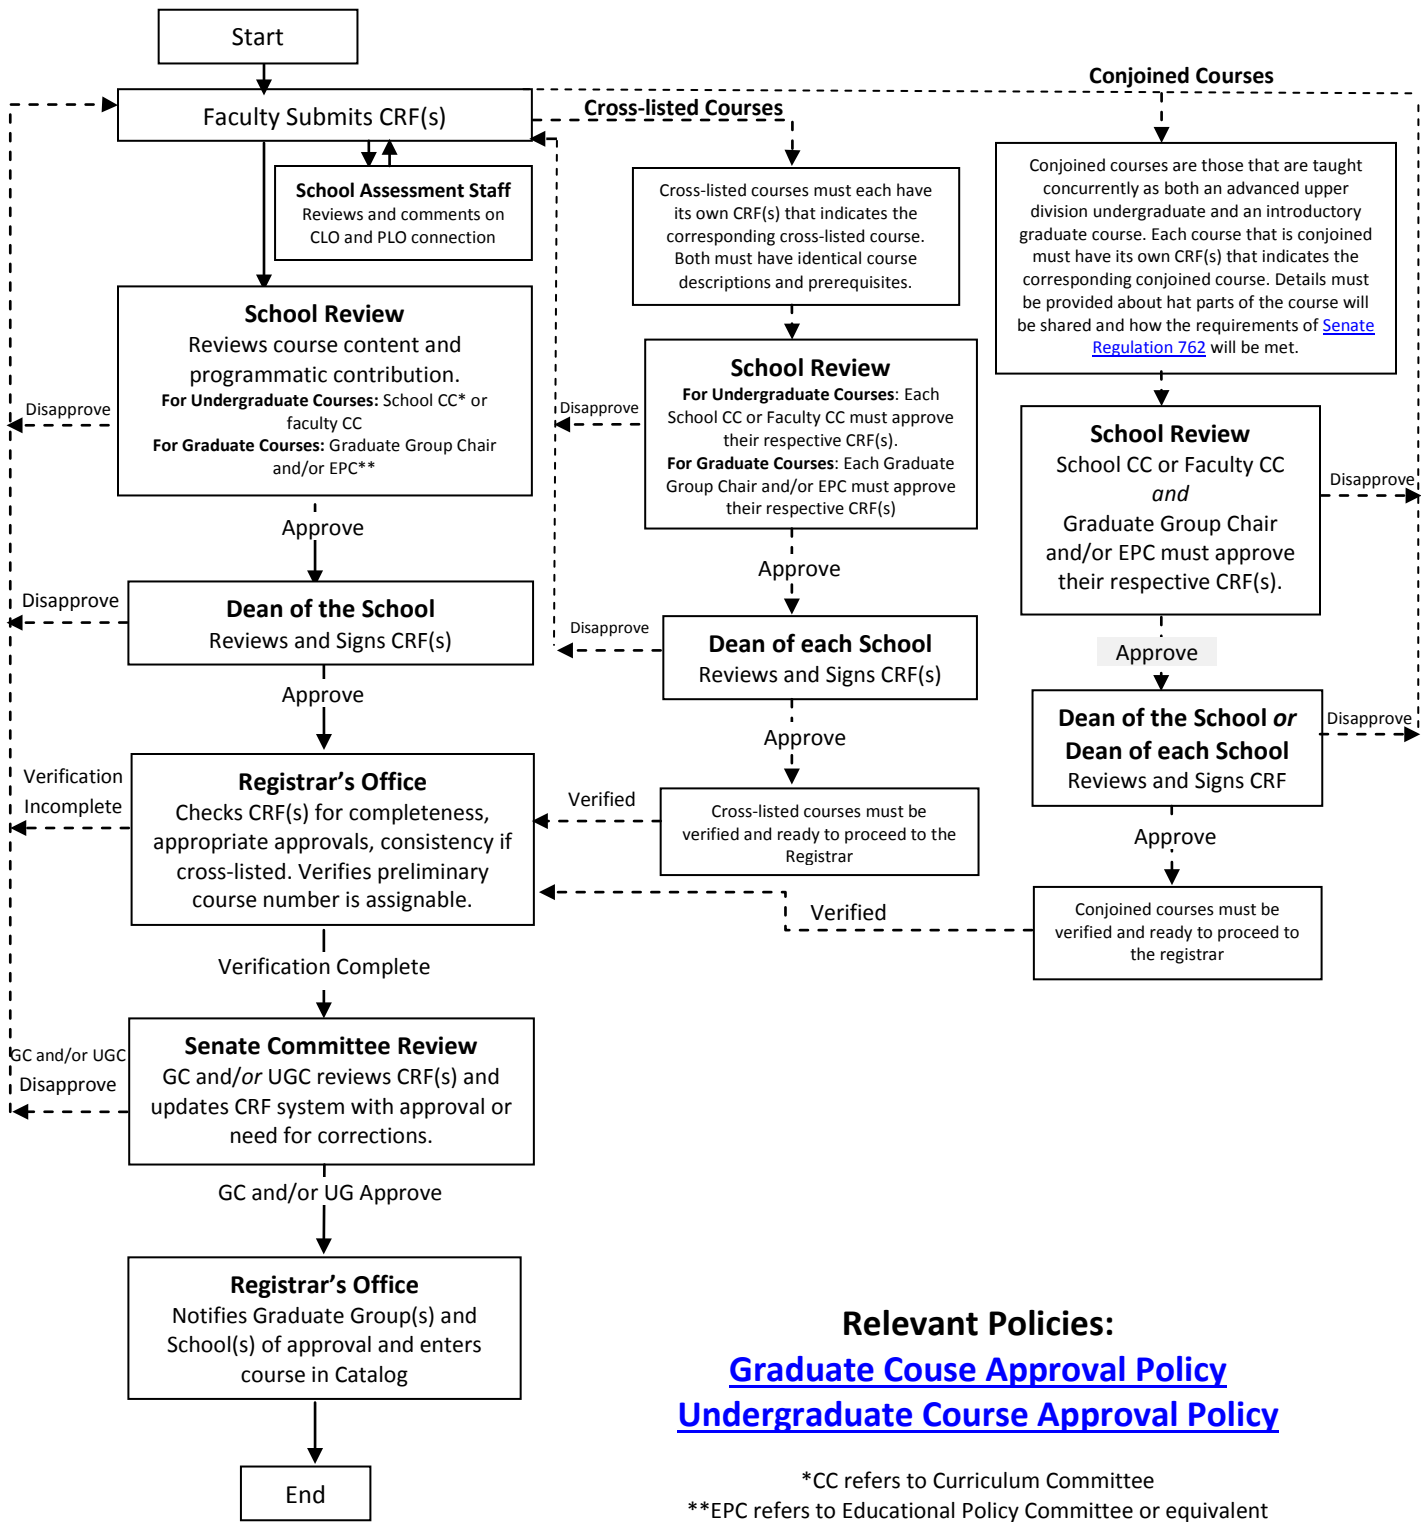 Start
Conjoined Courses
Cross-listed Courses
Faculty Submits CRF(s)
School Assessment Staff
Reviews and comments on
CLO and PLO connection
Cross-listed courses must each have
its own CRF(s) that indicates the
corresponding cross-listed course.
Both must have identical course
descriptions and prerequisites.
Conjoined courses are those that are taught
concurrently as both an advanced upper
division undergraduate and an introductory
graduate course. Each course that is conjoined
must have its own CRF(s) that indicates the
corresponding conjoined course. Details must
be provided about hat parts of the course will
be shared and how the requirements of Senate
Regulation 762 will be met.
School Review
Reviews course content and
programmatic contribution.
For Undergraduate Courses: School CC* or
faculty CC
For Graduate Courses: Graduate Group Chair
and/or EPC**
Disapprove
Approve
School Review
For Undergraduate Courses: Each
School CC or Faculty CC must approve
their respective CRF(s).
For Graduate Courses: Each Graduate
Group Chair and/or EPC must approve
their respective CRF(s)
Disapprove
Approve
School Review
School CC or Faculty CC
and
Graduate Group Chair
and/or EPC must approve
their respective CRF(s).
Disapprove
Approve
Dean of the School
Reviews and Signs CRF(s)
Disapprove
Approve
Dean of each School
Reviews and Signs CRF(s)
Disapprove
Approve
Dean of the School or
Dean of each School
Reviews and Signs CRF
Disapprove
Approve
Registrar's Office
Checks CRF(s) for completeness,
appropriate approvals, consistency if
cross-listed. Verifies preliminary
course number is assignable.
Verification
Incomplete
Verified
Cross-listed courses must be
verified and ready to proceed to the
Registrar
Verified
Conjoined courses must be
verified and ready to proceed to
the registrar
Verification Complete
Senate Committee Review
GC and/or UGC reviews CRF(s) and
updates CRF system with approval or
need for corrections.
GC and/or UGC
Disapprove
GC and/or UG Approve
Registrar's Office
Notifies Graduate Group(s) and
School(s) of approval and enters
course in Catalog
End
Relevant Policies:
Graduate Couse Approval Policy
Undergraduate Course Approval Policy
*CC refers to Curriculum Committee
**EPC refers to Educational Policy Committee or equivalent